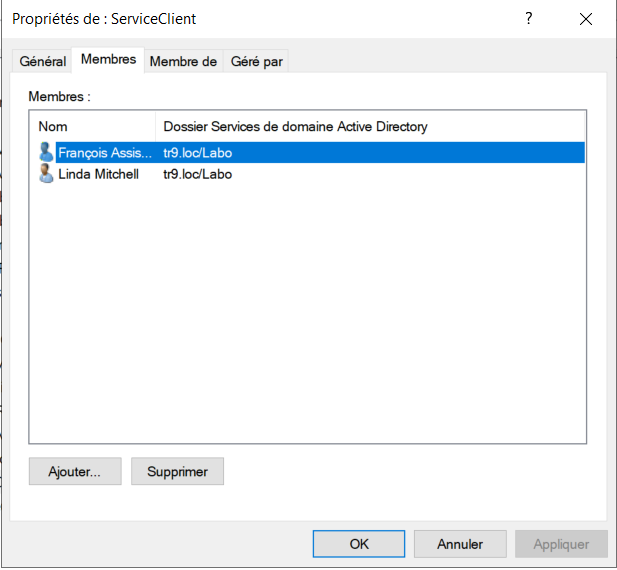 Propriétés de : ServiceClient ?
Général Membres Membre de Géré par
Membres :
Nom Dossier Services de domaine Active Directory
François Assis... tr9.loc/Labo
Linda Mitchell tr9.loc/Labo
Ajouter... Supprimer
OK Annuler Appliquer